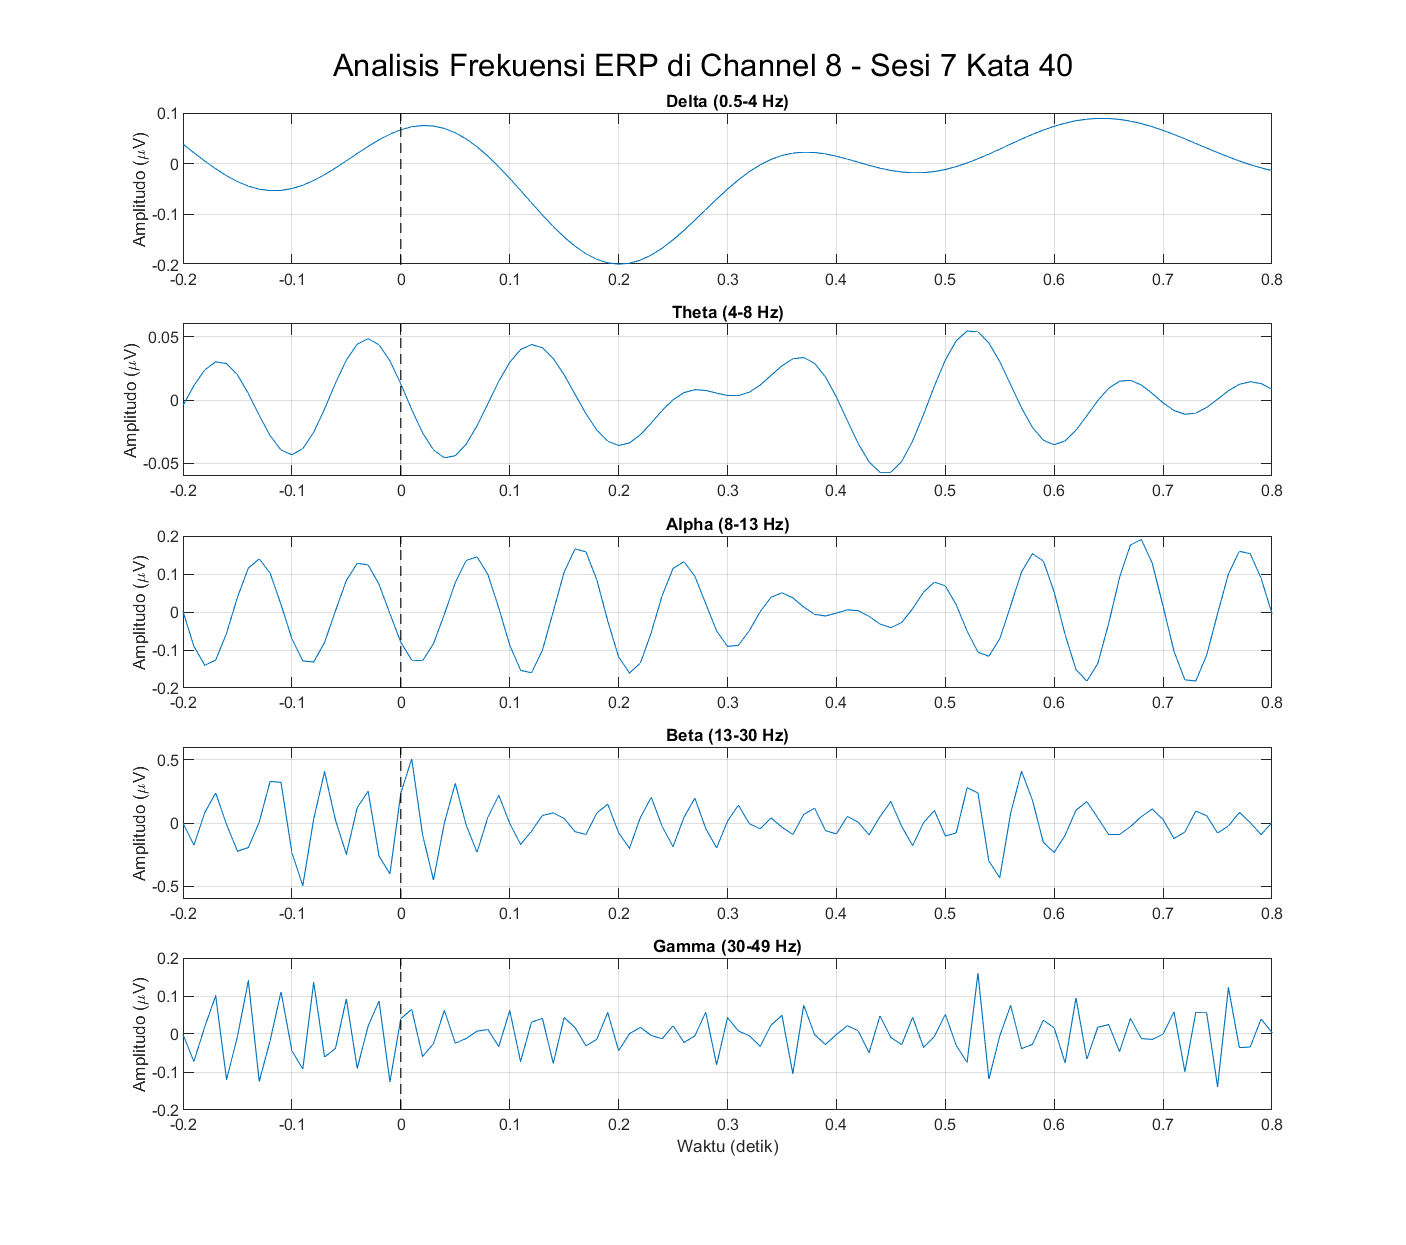 Analisis Frekuensi ERP di Channel 8 - Sesi 7 Kata 40
Delta (0.5-4 Hz)
Amplitudo (μV)
0.1
0
-0.1
-0.2
-0.2 -0.1 0 0.1 0.2 0.3 0.4 0.5 0.6 0.7 0.8
Theta (4-8 Hz)
Amplitudo (μV)
0.05
0
-0.05
-0.2 -0.1 0 0.1 0.2 0.3 0.4 0.5 0.6 0.7 0.8
Alpha (8-13 Hz)
Amplitudo (μV)
0.2
0.1
0
-0.1
-0.2
-0.2 -0.1 0 0.1 0.2 0.3 0.4 0.5 0.6 0.7 0.8
Beta (13-30 Hz)
Amplitudo (μV)
0.5
0
-0.5
-0.2 -0.1 0 0.1 0.2 0.3 0.4 0.5 0.6 0.7 0.8
Gamma (30-49 Hz)
Amplitudo (μV)
0.2
0.1
0
-0.1
-0.2
-0.2 -0.1 0 0.1 0.2 0.3 0.4 0.5 0.6 0.7 0.8
Waktu (detik)